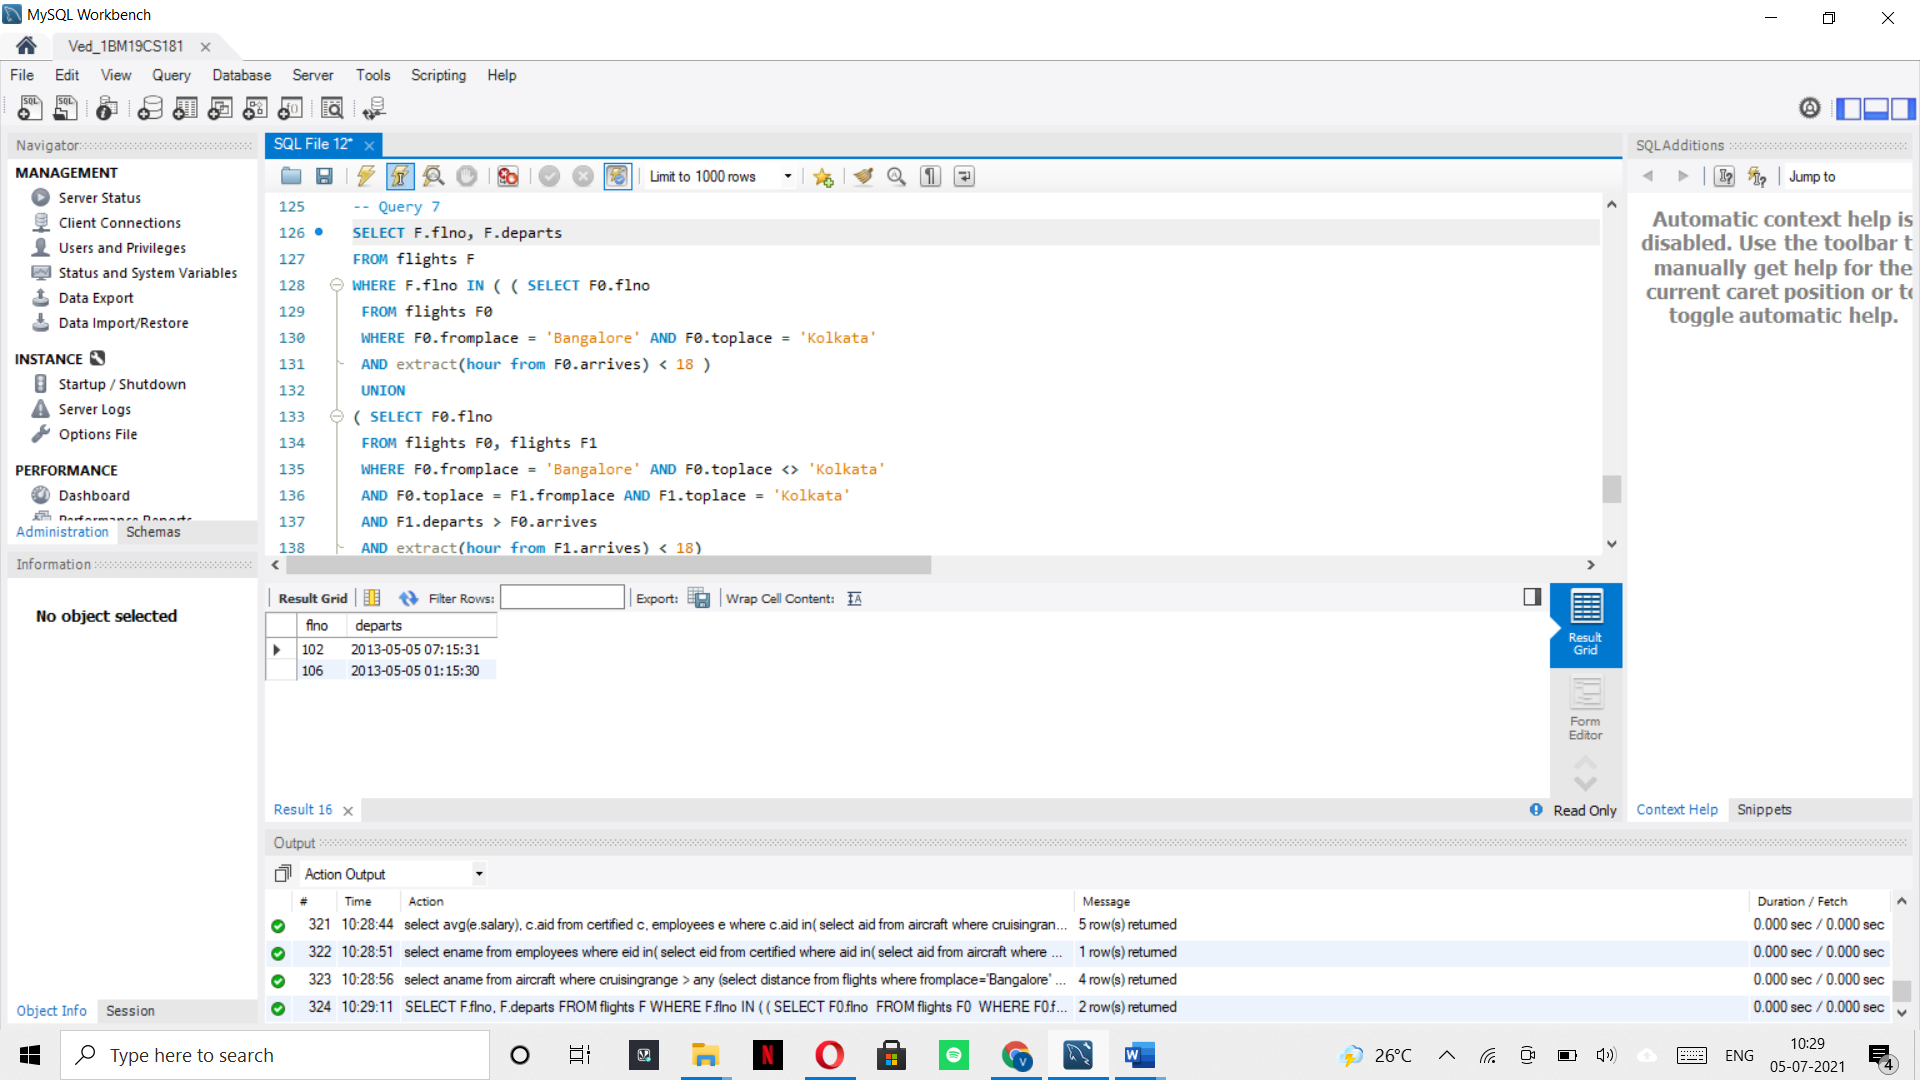 MySQL Workbench
Ved_1BM19CS181
File Edit View Query Database Server Tools Scripting Help
Navigator
MANAGEMENT
Server Status
Client Connections
Users and Privileges
Status and System Variables
Data Export
Data Import/Restore
INSTANCE
Startup / Shutdown
Server Logs
Options File
PERFORMANCE
Dashboard
Performance Reports
Administration Schemas
Information
No object selected
Object Info Session
SQL File 12*
Limit to 1000 rows
125 -- Query 7
126 SELECT F.flno, F.departs
127 FROM flights F
128 WHERE F.flno IN ( ( SELECT F0.flno
129 FROM flights F0
130 WHERE F0.fromplace = 'Bangalore' AND F0.toplace = 'Kolkata'
131 AND extract(hour from F0.arrives) < 18 )
132 UNION
133 ( SELECT F0.flno
134 FROM flights F0, flights F1
135 WHERE F0.fromplace = 'Bangalore' AND F0.toplace <> 'Kolkata'
136 AND F0.toplace = F1.fromplace AND F1.toplace = 'Kolkata'
137 AND F1.departs > F0.arrives
138 AND extract(hour from F1.arrives) < 18)
Result Grid Filter Rows: Export: Wrap Cell Content:
flno departs
102 2013-05-05 07:15:31
106 2013-05-05 01:15:30
Result Grid
Form Editor
Result 16
Read Only
SQLAdditions
Jump to
Automatic context help is
disabled. Use the toolbar t
manually get help for the
current caret position or to
toggle automatic help.
Context Help Snippets
Output
Action Output
# Time Action Message Duration / Fetch
321 10:28:44 select avg(e.salary), c.aid from certified c, employees e where c.aid in( select aid from aircraft where cruisingran... 5 row(s) returned 0.000 sec / 0.000 sec
322 10:28:51 select ename from employees where eid in( select eid from certified where aid in( select aid from aircraft where ... 1 row(s) returned 0.000 sec / 0.000 sec
323 10:28:56 select aname from aircraft where cruisingrange > any (select distance from flights where fromplace='Bangalore' ... 4 row(s) returned 0.000 sec / 0.000 sec
324 10:29:11 SELECT F.flno, F.departs FROM flights F WHERE F.flno IN ( ( SELECT F0.flno FROM flights F0 WHERE F0.f... 2 row(s) returned 0.000 sec / 0.000 sec
Type here to search
26°C
ENG
10:29
05-07-2021
4